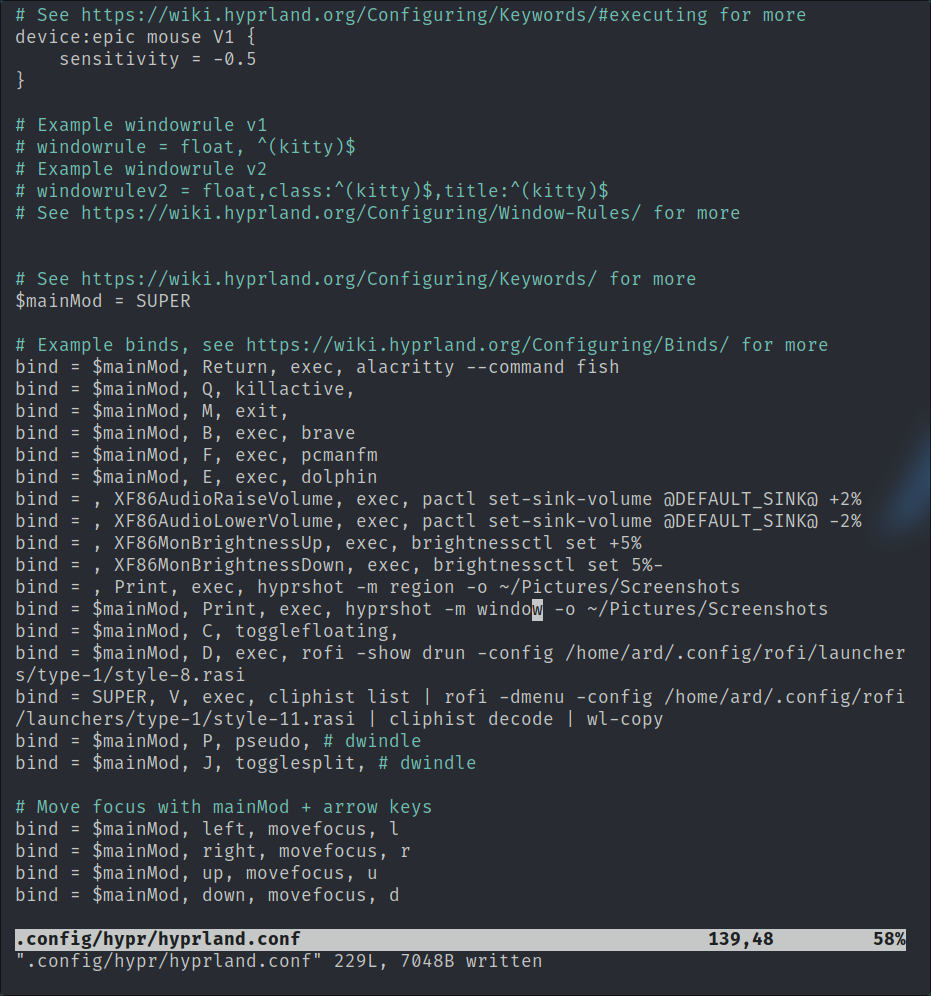 # See https://wiki.hyprland.org/Configuring/Keywords/#executing for more
device:epic mouse V1 {
    sensitivity = -0.5
}
# Example windowrule v1
# windowrule = float, ^(kitty)$
# Example windowrule v2
# windowrulev2 = float,class:^(kitty)$,title:^(kitty)$
# See https://wiki.hyprland.org/Configuring/Window-Rules/ for more
# See https://wiki.hyprland.org/Configuring/Keywords/ for more
$mainMod = SUPER
# Example binds, see https://wiki.hyprland.org/Configuring/Binds/ for more
bind = $mainMod, Return, exec, alacritty --command fish
bind = $mainMod, Q, killactive,
bind = $mainMod, M, exit,
bind = $mainMod, B, exec, brave
bind = $mainMod, F, exec, pcmanfm
bind = $mainMod, E, exec, dolphin
bind = , XF86AudioRaiseVolume, exec, pactl set-sink-volume @DEFAULT_SINK@ +2%
bind = , XF86AudioLowerVolume, exec, pactl set-sink-volume @DEFAULT_SINK@ -2%
bind = , XF86MonBrightnessUp, exec, brightnessctl set +5%
bind = , XF86MonBrightnessDown, exec, brightnessctl set 5%-
bind = , Print, exec, hyprshot -m region -o ~/Pictures/Screenshots
bind = $mainMod, Print, exec, hyprshot -m window -o ~/Pictures/Screenshots
bind = $mainMod, C, togglefloating,
bind = $mainMod, D, exec, rofi -show drun -config /home/ard/.config/rofi/launcher
s/type-1/style-8.rasi
bind = SUPER, V, exec, cliphist list | rofi -dmenu -config /home/ard/.config/rofi
/launchers/type-1/style-11.rasi | cliphist decode | wl-copy
bind = $mainMod, P, pseudo, # dwindle
bind = $mainMod, J, togglesplit, # dwindle
# Move focus with mainMod + arrow keys
bind = $mainMod, left, movefocus, l
bind = $mainMod, right, movefocus, r
bind = $mainMod, up, movefocus, u
bind = $mainMod, down, movefocus, d
.config/hypr/hyprland.conf 139,48 58%
".config/hypr/hyprland.conf" 229L, 7048B written